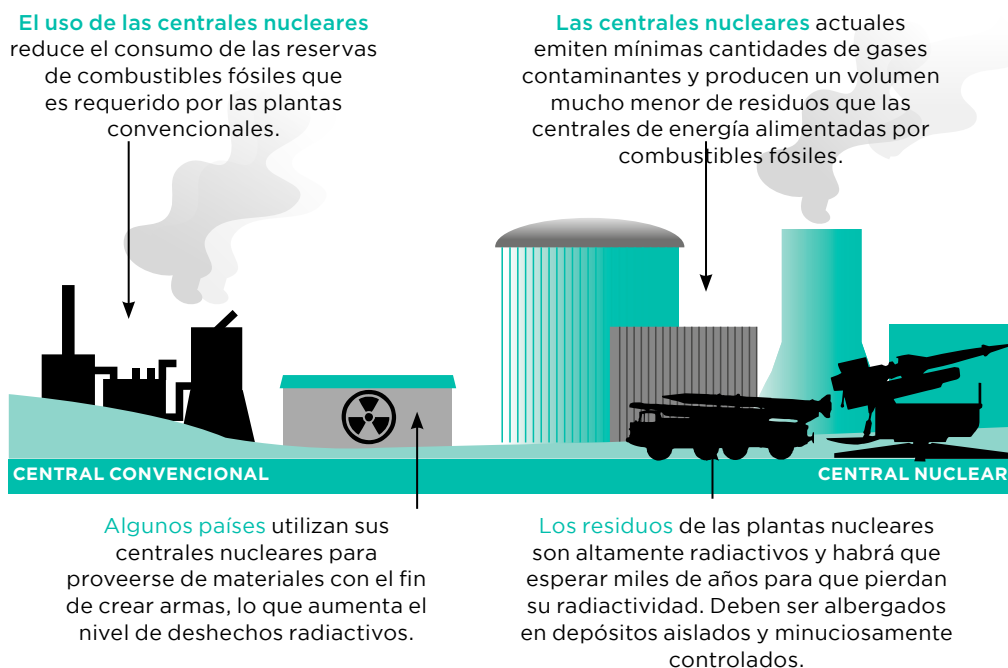 El uso de las centrales nucleares
reduce el consumo de las reservas
de combustibles fósiles que
es requerido por las plantas
convencionales.
Las centrales nucleares actuales
emiten mínimas cantidades de gases
contaminantes y producen un volumen
mucho menor de residuos que las
centrales de energía alimentadas por
combustibles fósiles.
CENTRAL CONVENCIONAL
CENTRAL NUCLEAR
Algunos países utilizan sus
centrales nucleares para
proveerse de materiales con el fin
de crear armas, lo que aumenta el
nivel de deshechos radiactivos.
Los residuos de las plantas nucleares
son altamente radiactivos y habrá que
esperar miles de años para que pierdan
su radiactividad. Deben ser albergados
en depósitos aislados y minuciosamente
controlados.